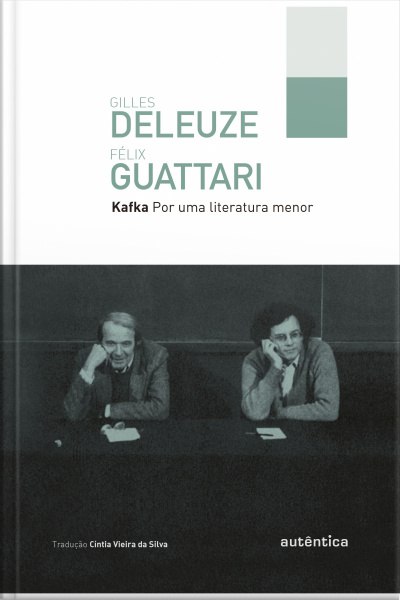 GILLES
DELEUZE
FÉLIX
GUATTARI
Kafka Por uma literatura menor
Tradução Cíntia Vieira da Silva
autêntica